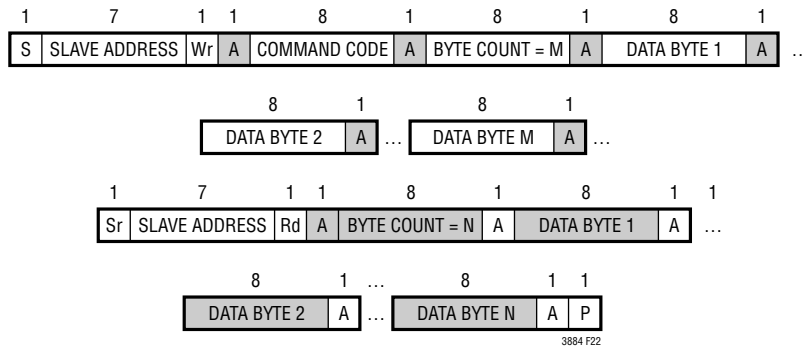 1 7 1 1 8 1 8 1 8 1
S SLAVE ADDRESS Wr A COMMAND CODE A BYTE COUNT = M A DATA BYTE 1 A ..
8 1 8 1
DATA BYTE 2 A … DATA BYTE M A …
1 7 1 1 8 1 8 1 1
Sr SLAVE ADDRESS Rd A BYTE COUNT = N A DATA BYTE 1 A …
8 1 … 8 1 1
DATA BYTE 2 A … DATA BYTE N A P
3884 F22